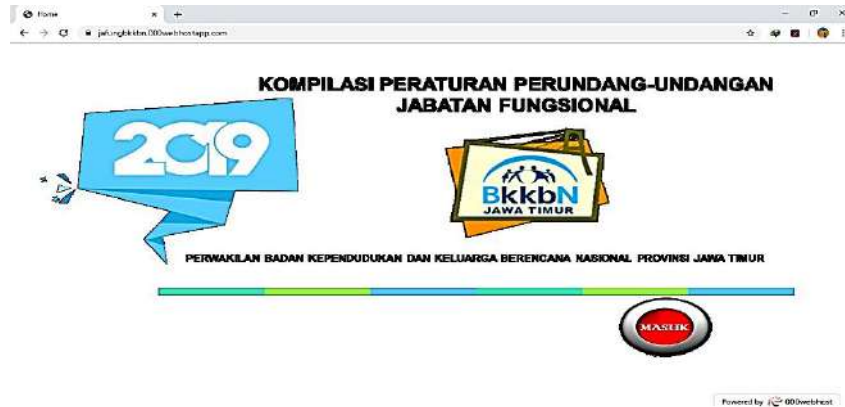 Home
jafungbkkbn.000webhostapp.com
KOMPILASI PERATURAN PERUNDANG-UNDANGAN
JABATAN FUNGSIONAL
2019
BkkbN
JAWA TIMUR
PERWAKILAN BADAN KEPENDUDUKAN DAN KELUARGA BERENCANA NASIONAL PROVINSI JAWA TIMUR
MASUK
Powered by 000webhost